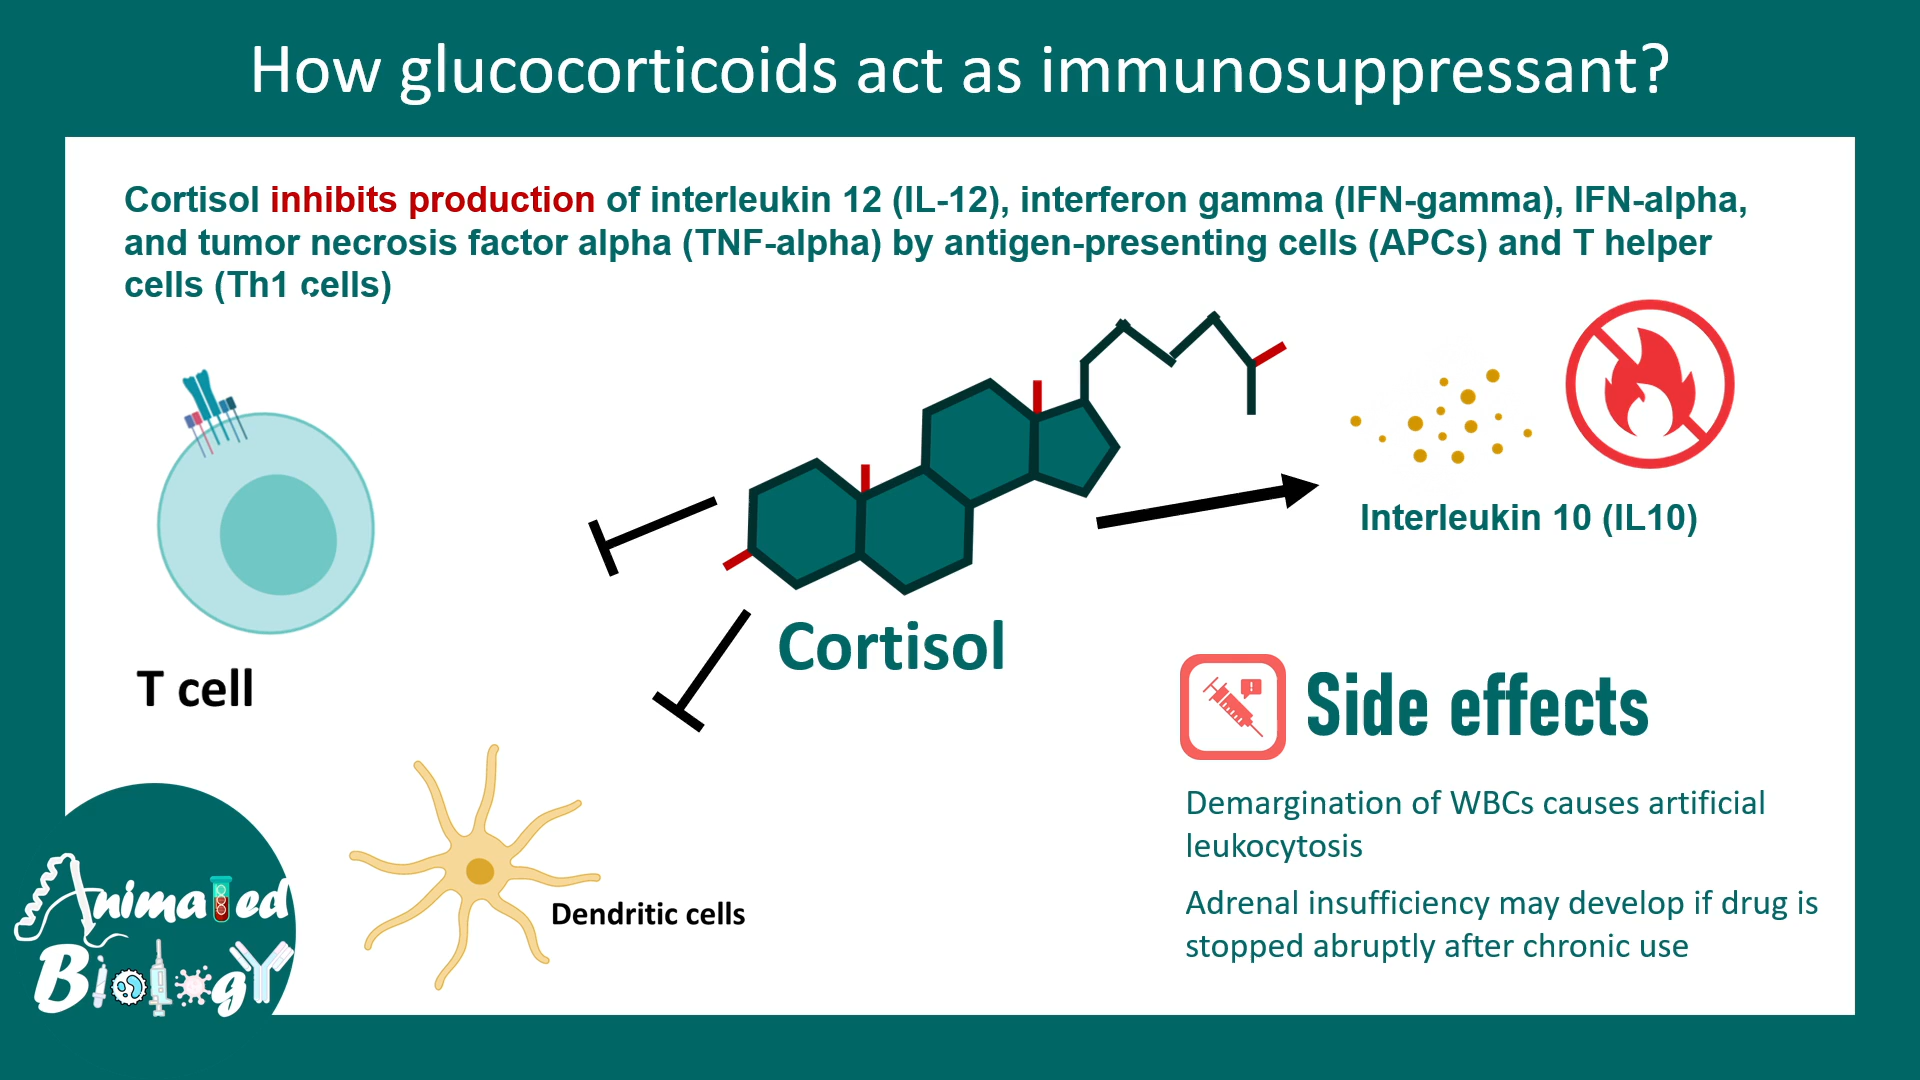 How glucocorticoids act as immunosuppressant?
Cortisol inhibits production of interleukin 12 (IL-12), interferon gamma (IFN-gamma), IFN-alpha,
and tumor necrosis factor alpha (TNF-alpha) by antigen-presenting cells (APCs) and T helper
cells (Th1 cells)
Interleukin 10 (IL10)
Cortisol
T cell
Side effects
Demargination of WBCs causes artificial
leukocytosis
Adrenal insufficiency may develop if drug is
stopped abruptly after chronic use
Dendritic cells
Animated
Biology